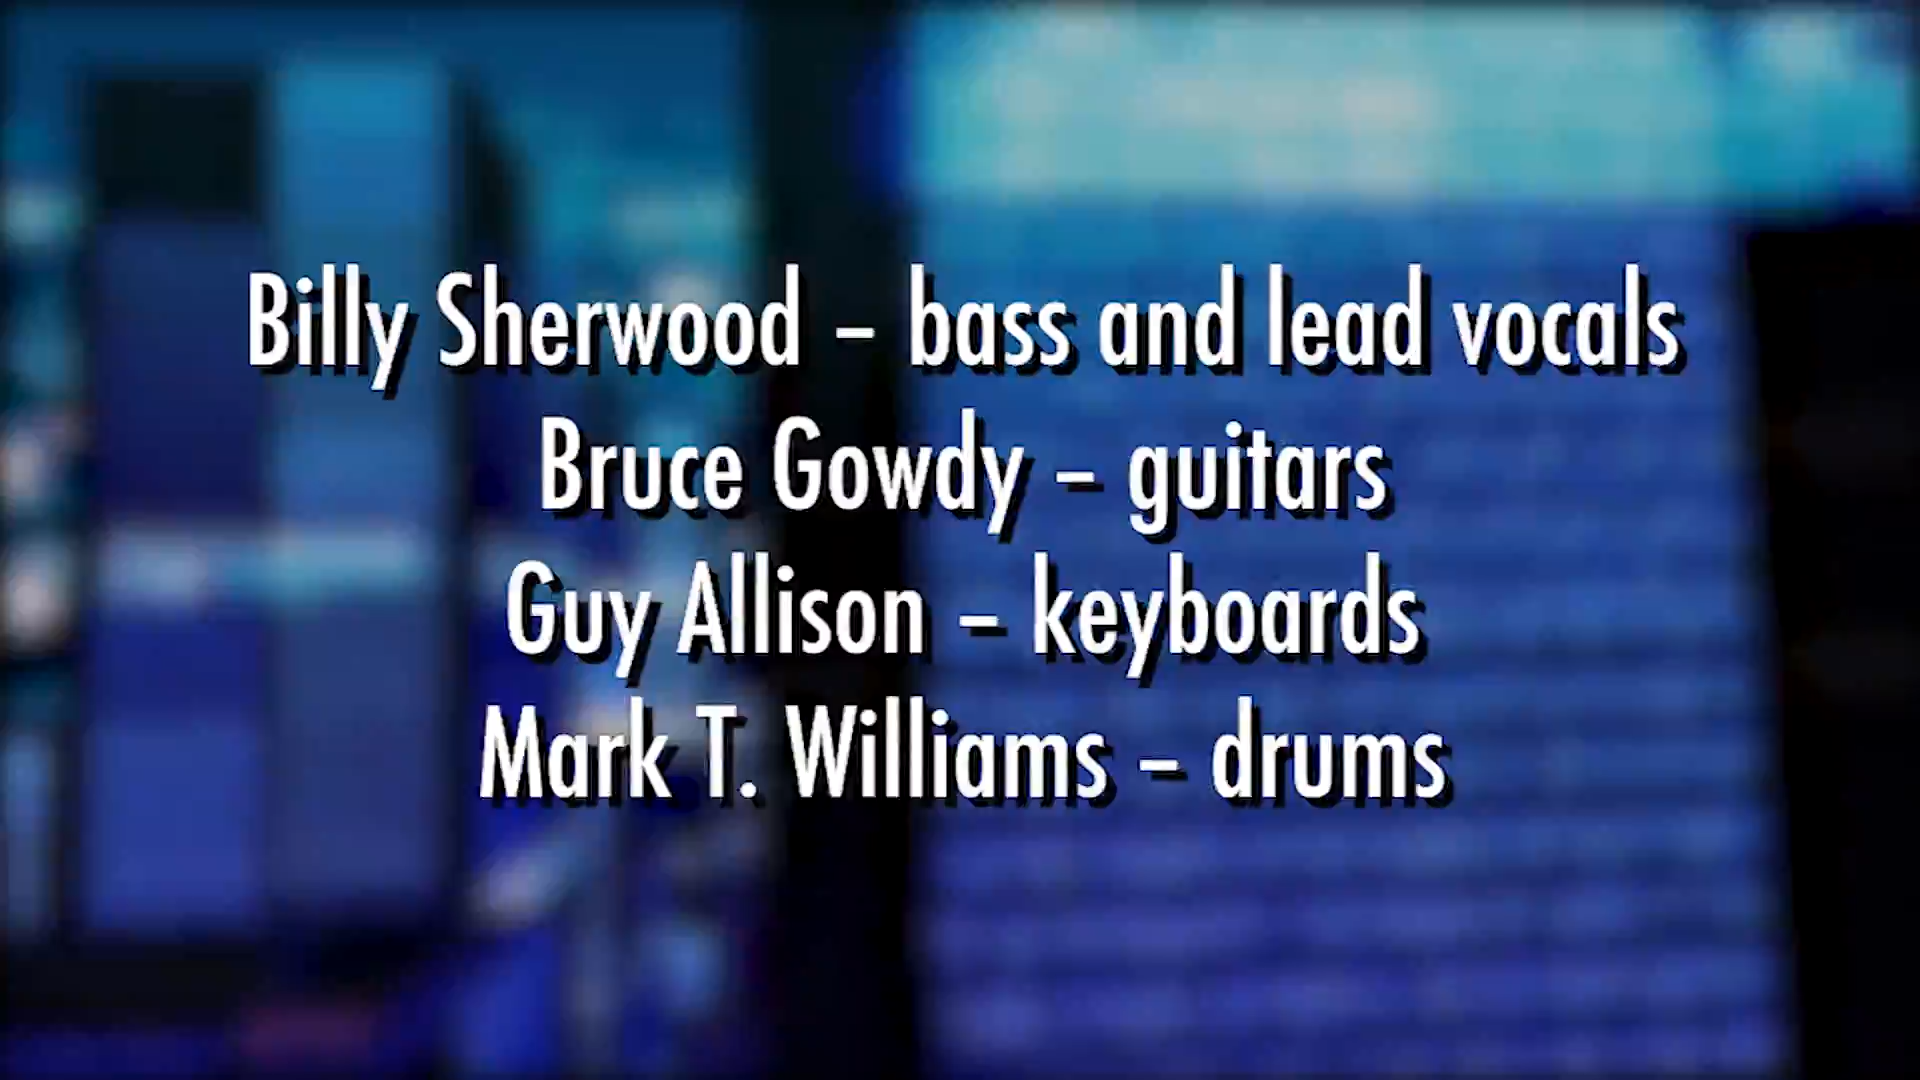 Billy Sherwood – bass and lead vocals
Bruce Gowdy – guitars
Guy Allison – keyboards
Mark T. Williams – drums